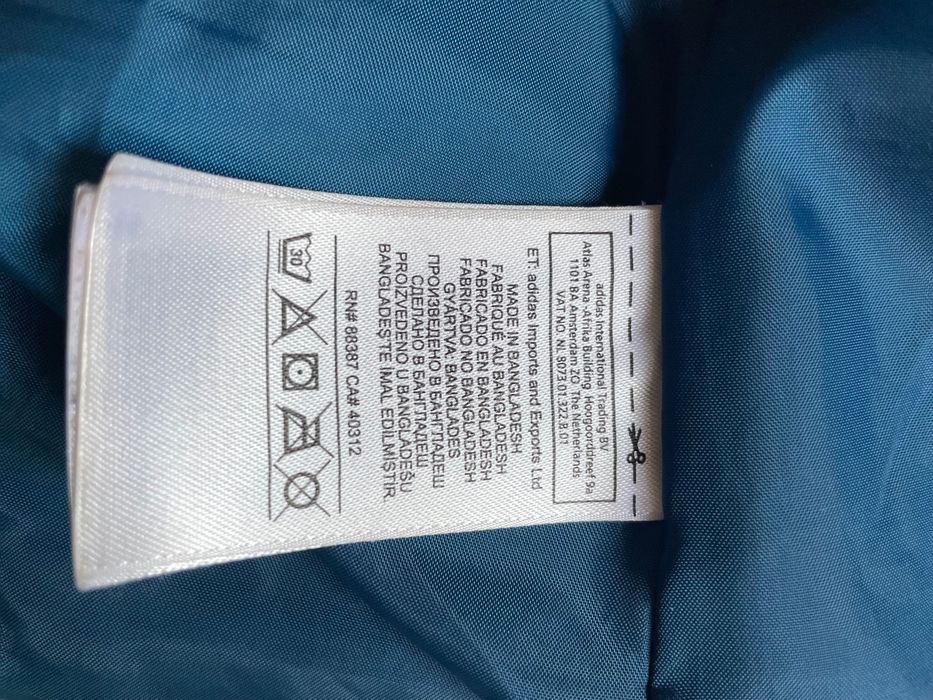 adidas International Trading BV
Atlas Arena -Afrika Building Hoogoorddreef 9a
1101 BA Amsterdam ZO The Netherlands
VAT NO. NL 8073.01.322.B.01
ET: adidas Imports and Exports Ltd
MADE IN BANGLADESH
FABRIQUÉ AU BANGLADESH
FABRICADO EN BANGLADESH
FABRICADO NO BANGLADESH
GYÁRTVA: BANGLADES
ПРОИЗВЕДЕНО В БАНГЛАДЕШ
СДЕЛАНО В БАНГЛАДЕШ
PROIZVEDENO U BANGLADEŠU
BANGLADEŞ'TE İMAL EDİLMİŞTİR.
RN# 88387 CA# 40312
30